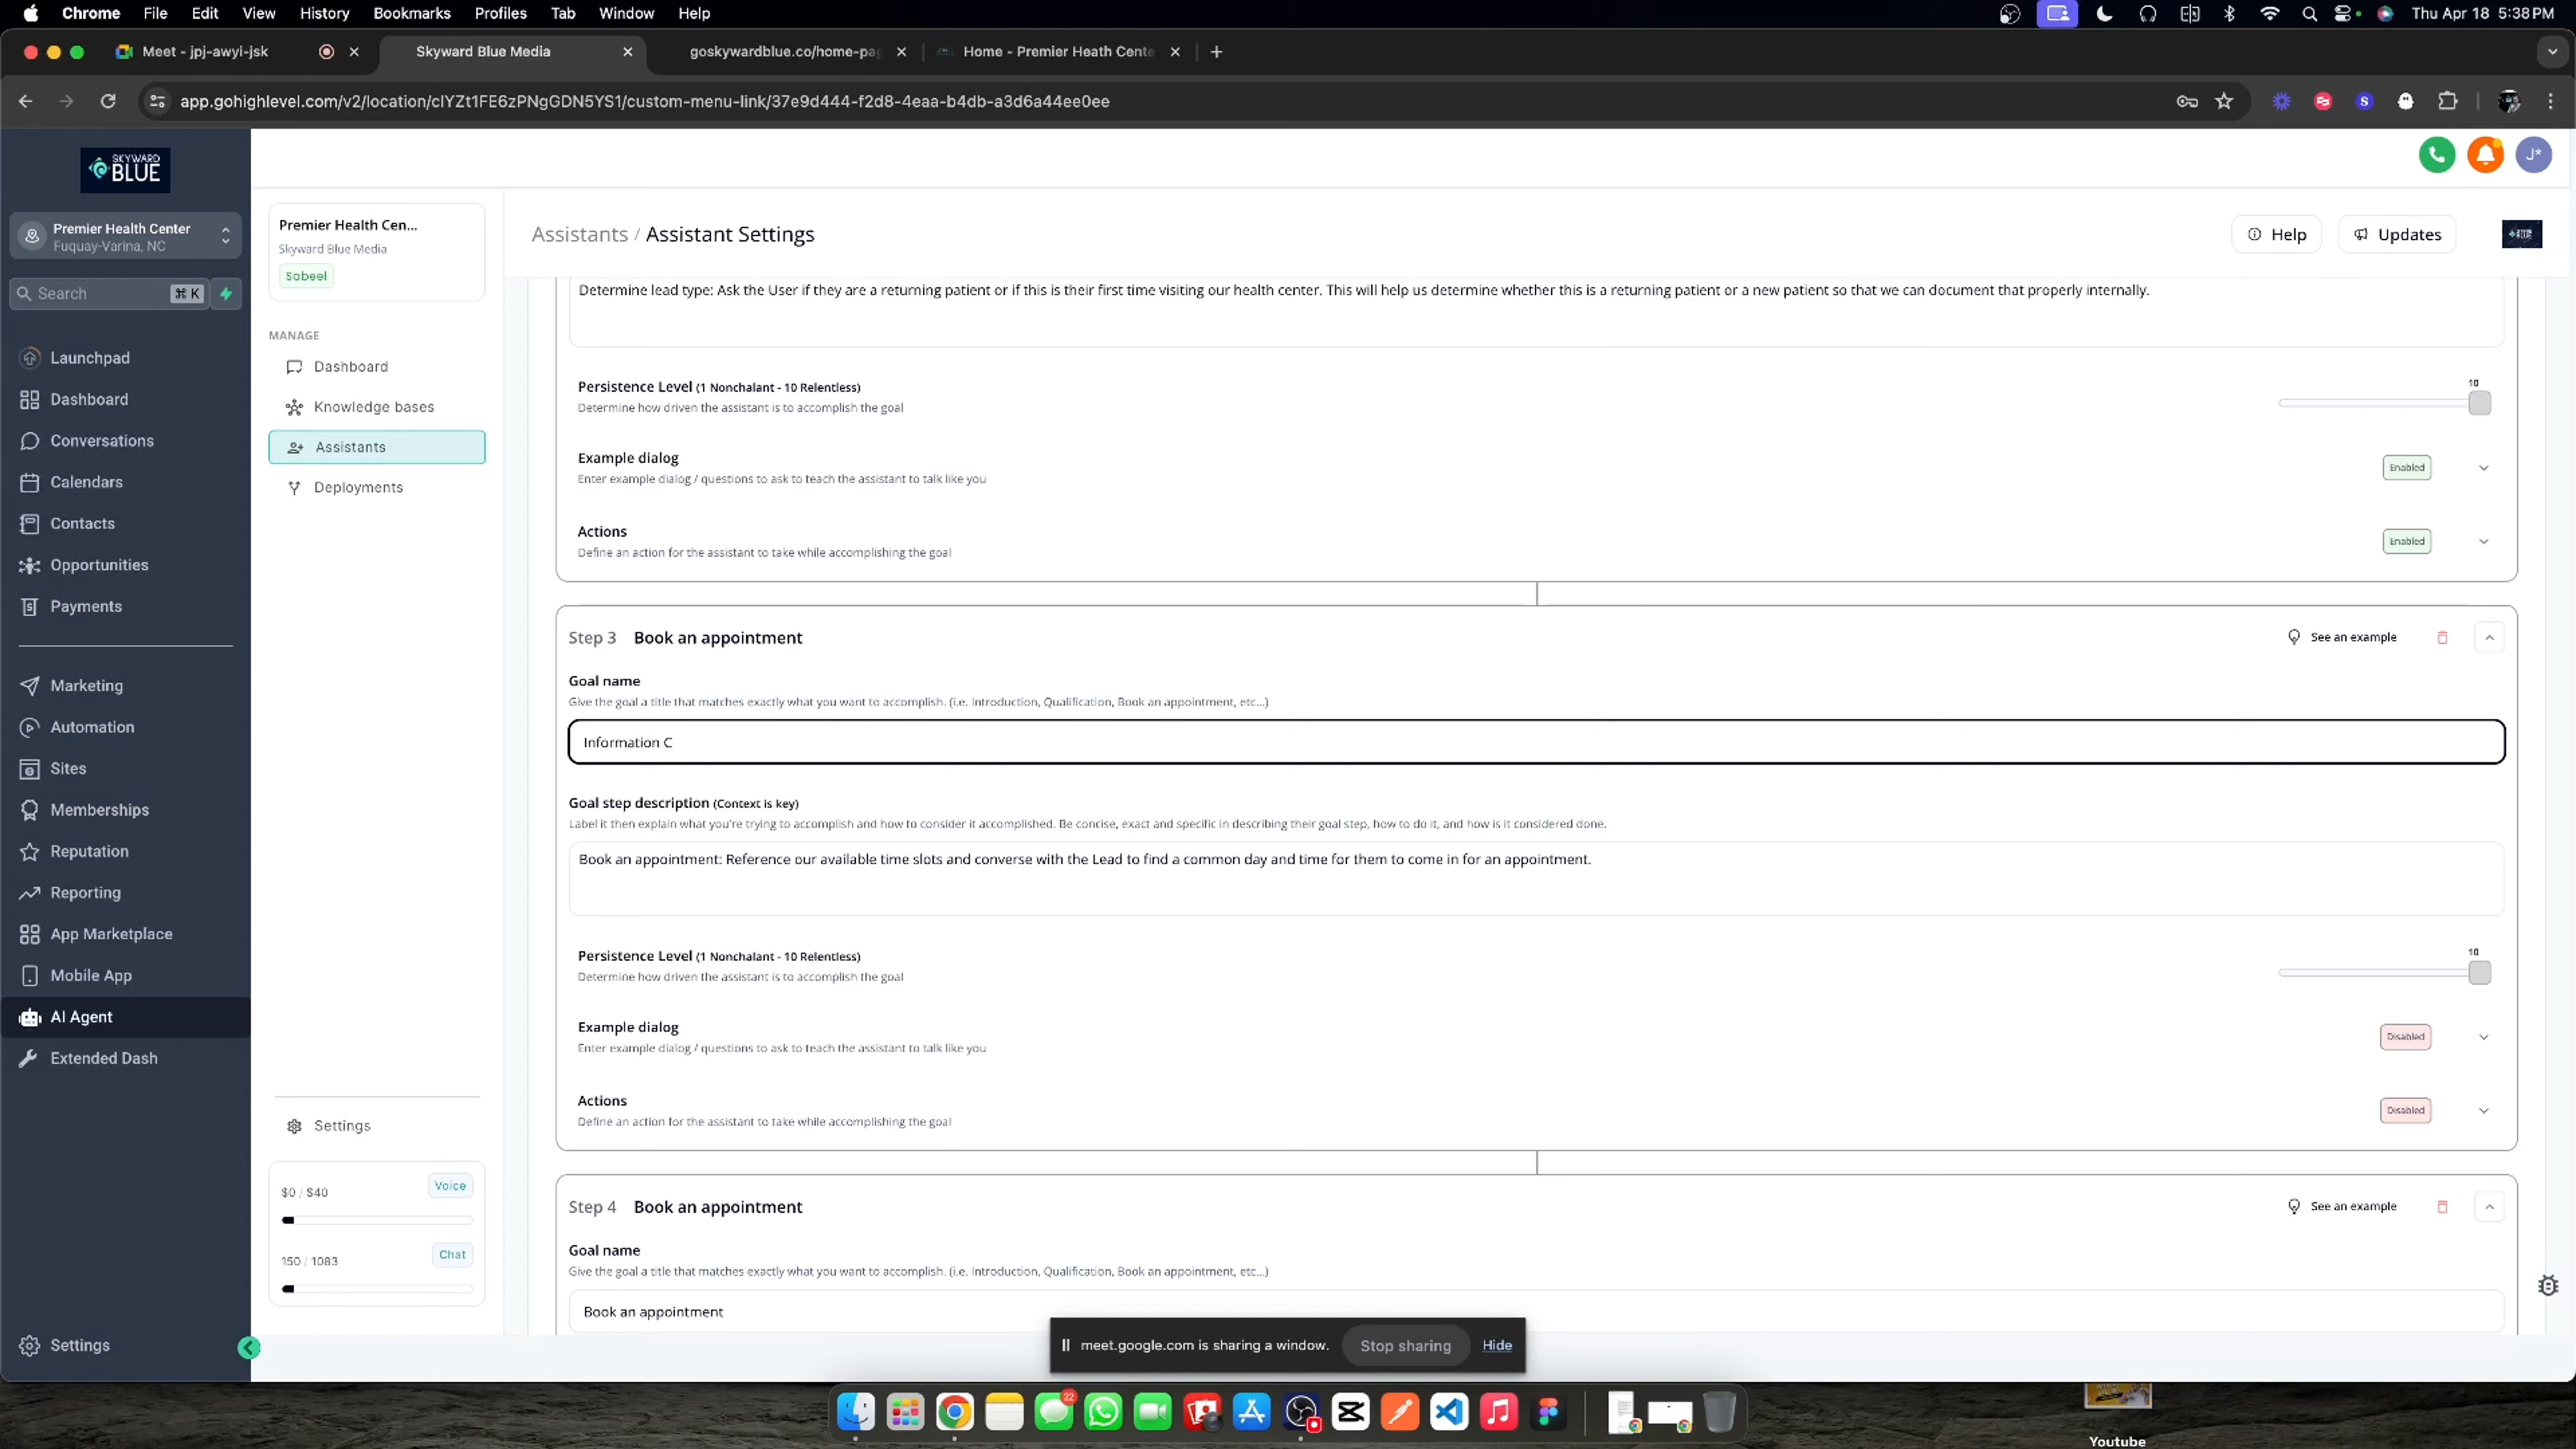 Chrome File Edit View History Bookmarks Profiles Tab Window Help Thu Apr 18 5:38 PM
Meet - jpj-awyi-jsk Skyward Blue Media goskywardblue.co/home-pag Home - Premier Heath Cente
app.gohighlevel.com/v2/location/clYZt1FE6zPNgGDN5YS1/custom-menu-link/37e9d444-f2d8-4eaa-b4db-a3d6a44ee0ee
SKYWARD
BLUE
J*
Premier Health Center
Fuquay-Varina, NC
Search ⌘ K
Launchpad
Dashboard
Conversations
Calendars
Contacts
Opportunities
Payments
Marketing
Automation
Sites
Memberships
Reputation
Reporting
App Marketplace
Mobile App
AI Agent
Extended Dash
Settings
Premier Health Cen...
Skyward Blue Media
Sabeel
MANAGE
Dashboard
Knowledge bases
Assistants
Deployments
Settings
$0 / $40 Voice
150 / 1083 Chat
Assistants / Assistant Settings
Help Updates
Determine lead type: Ask the User if they are a returning patient or if this is their first time visiting our health center. This will help us determine whether this is a returning patient or a new patient so that we can document that properly internally.
Persistence Level (1 Nonchalant - 10 Relentless) 10
Determine how driven the assistant is to accomplish the goal
Example dialog Enabled
Enter example dialog / questions to ask to teach the assistant to talk like you
Actions Enabled
Define an action for the assistant to take while accomplishing the goal
Step 3 Book an appointment See an example
Goal name
Give the goal a title that matches exactly what you want to accomplish. (i.e. Introduction, Qualification, Book an appointment, etc...)
Information C
Goal step description (Context is key)
Label it then explain what you're trying to accomplish and how to consider it accomplished. Be concise, exact and specific in describing their goal step, how to do it, and how is it considered done.
Book an appointment: Reference our available time slots and converse with the Lead to find a common day and time for them to come in for an appointment.
Persistence Level (1 Nonchalant - 10 Relentless) 10
Determine how driven the assistant is to accomplish the goal
Example dialog Disabled
Enter example dialog / questions to ask to teach the assistant to talk like you
Actions Disabled
Define an action for the assistant to take while accomplishing the goal
Step 4 Book an appointment See an example
Goal name
Give the goal a title that matches exactly what you want to accomplish. (i.e. Introduction, Qualification, Book an appointment, etc...)
Book an appointment
meet.google.com is sharing a window. Stop sharing Hide
22
Youtube